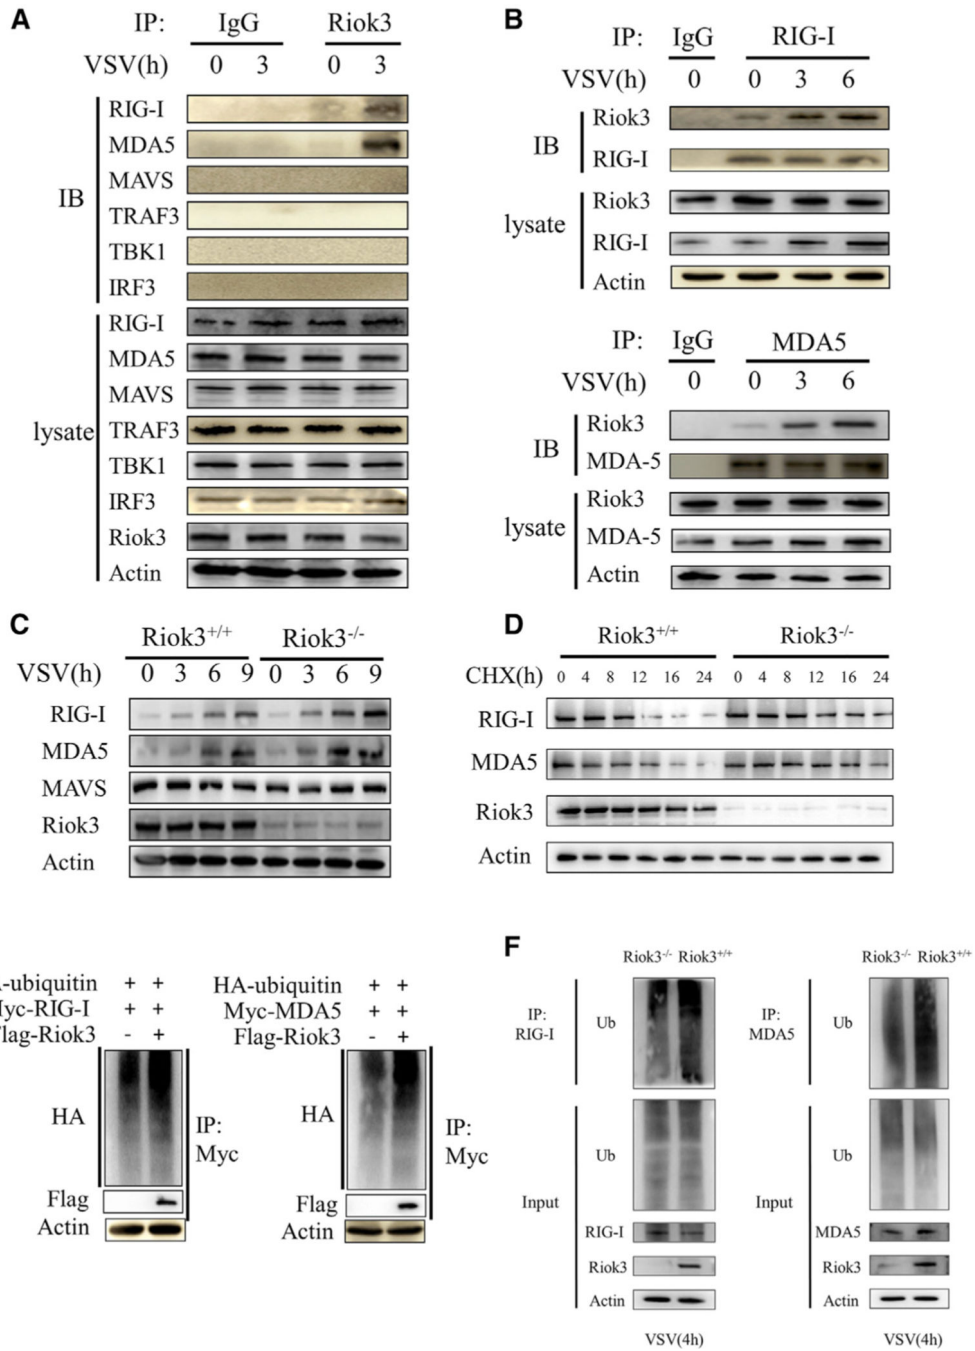 A
IP: IgG Riok3
VSV(h) 0 3 0 3
IB
RIG-I
MDA5
MAVS
TRAF3
TBK1
IRF3
lysate
RIG-I
MDA5
MAVS
TRAF3
TBK1
IRF3
Riok3
Actin
B
IP: IgG RIG-I
VSV(h) 0 0 3 6
IB
Riok3
RIG-I
lysate
Riok3
RIG-I
Actin
IP: IgG MDA5
VSV(h) 0 0 3 6
IB
Riok3
MDA-5
lysate
Riok3
MDA-5
Actin
C
Riok3+/+ Riok3-/-
VSV(h) 0 3 6 9 0 3 6 9
RIG-I
MDA5
MAVS
Riok3
Actin
D
Riok3+/+ Riok3-/-
CHX(h) 0 4 8 12 16 24 0 4 8 12 16 24
RIG-I
MDA5
Riok3
Actin
-ubiquitin + +
yc-RIG-I + +
lag-Riok3 - +
HA
IP:
Myc
Flag
Actin
HA-ubiquitin + +
Myc-MDA5 + +
Flag-Riok3 - +
HA
IP:
Myc
Flag
Actin
F
Riok3-/- Riok3+/+
IP:
RIG-I
Ub
Input
Ub
RIG-I
Riok3
Actin
VSV(4h)
Riok3-/- Riok3+/+
IP:
MDA5
Ub
Input
Ub
MDA5
Riok3
Actin
VSV(4h)